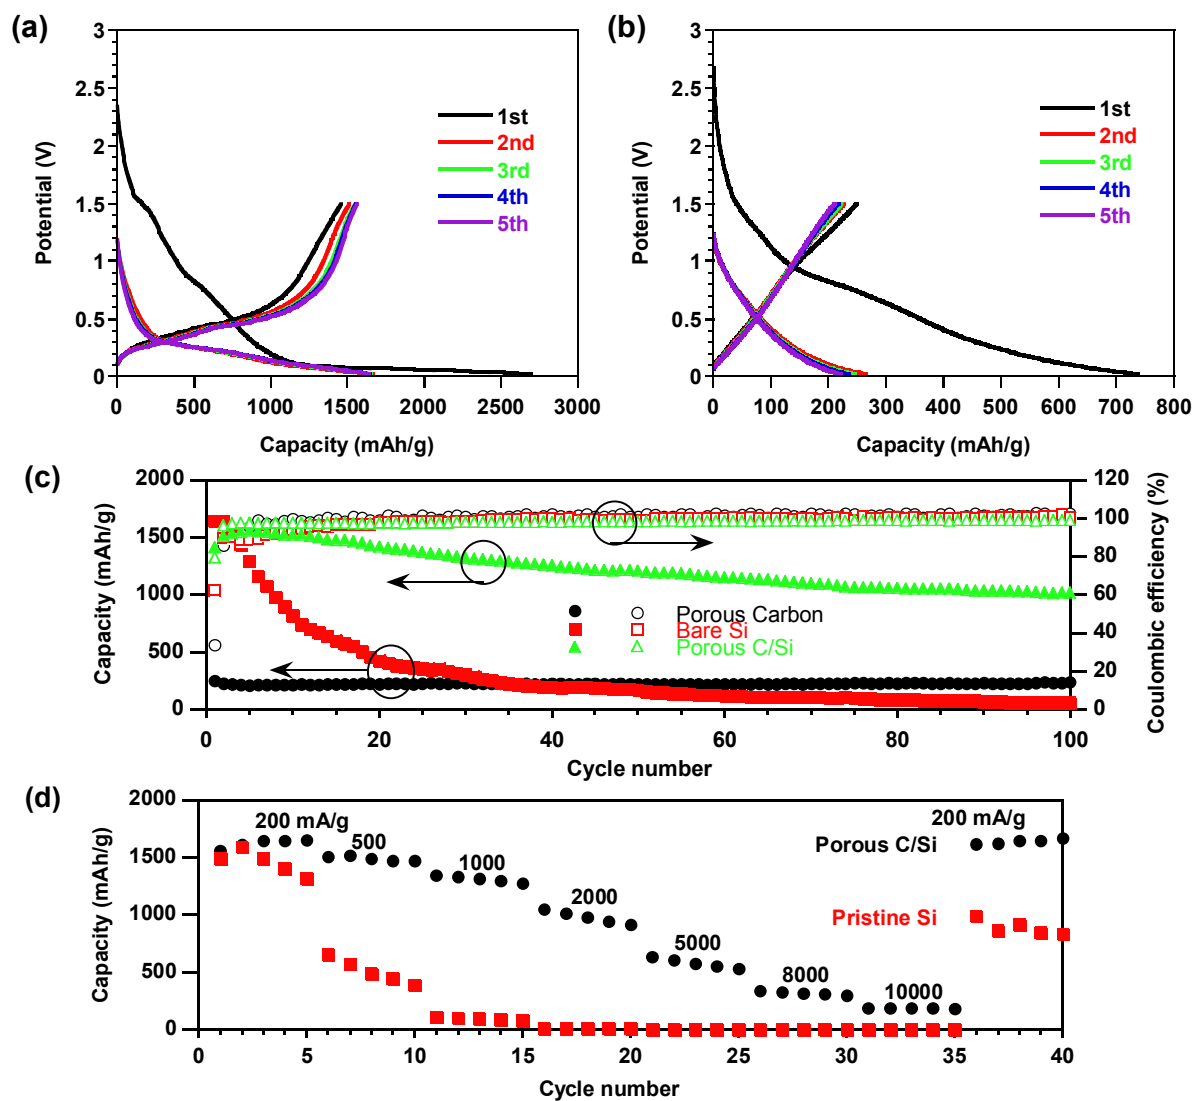 (a)
3
2.5
2
1.5
1
0.5
0
Potential (V)
1st
2nd
3rd
4th
5th
0 500 1000 1500 2000 2500 3000
Capacity (mAh/g)
(b)
3
2.5
2
1.5
1
0.5
0
Potential (V)
1st
2nd
3rd
4th
5th
0 100 200 300 400 500 600 700 800
Capacity (mAh/g)
(c)
2000
1500
1000
500
0
Capacity (mAh/g)
120
100
80
60
40
20
0
Coulombic efficiency (%)
Porous Carbon
Bare Si
Porous C/Si
0 20 40 60 80 100
Cycle number
(d)
2000
1500
1000
500
0
Capacity (mAh/g)
200 mA/g
500
1000
2000
5000
8000
10000
200 mA/g
Porous C/Si
Pristine Si
0 5 10 15 20 25 30 35 40
Cycle number